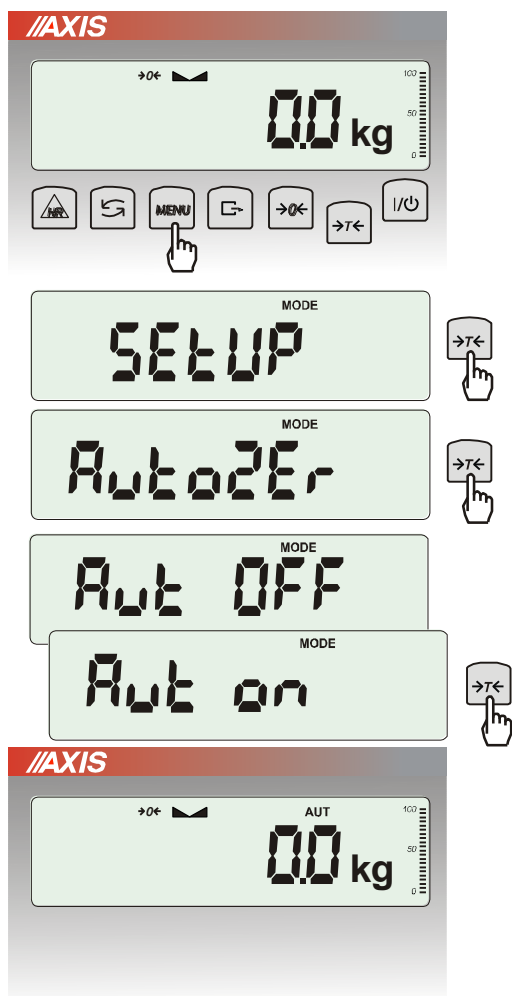 //AXIS
→0← 100
50
0.0 kg
0
HR MENU →0← →T← I/⏻
MODE
SEtUP
→T←
MODE
AutoZEr
→T←
MODE
Aut OFF
MODE
Aut on
→T←
//AXIS
→0← AUT 100
50
0.0 kg
0